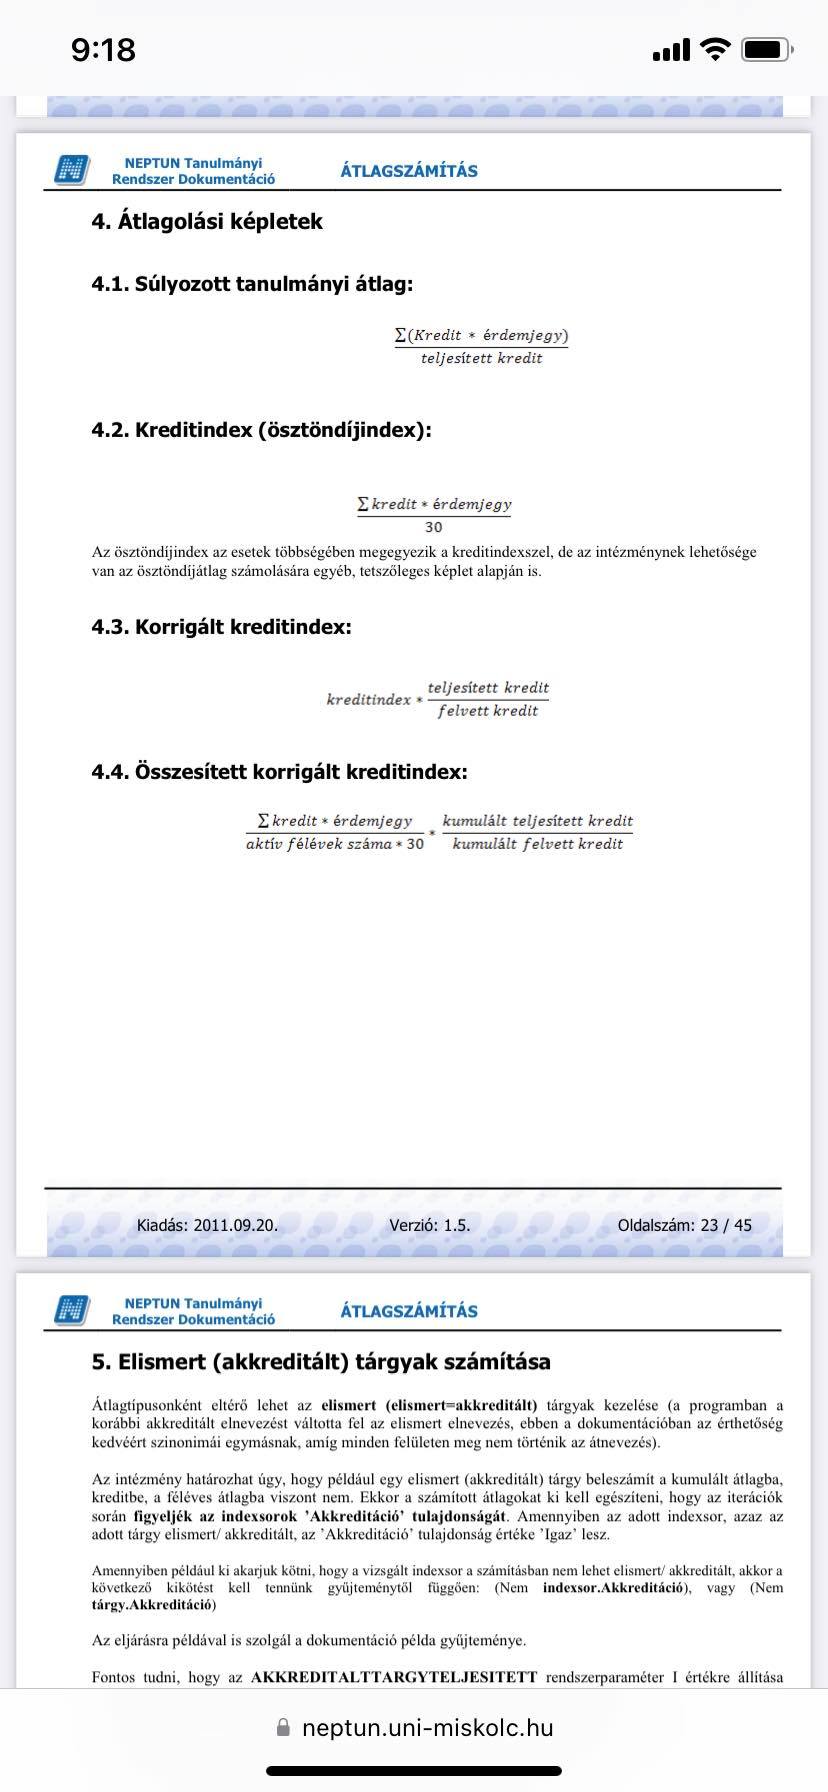 9:18
NEPTUN Tanulmányi
Rendszer Dokumentáció
ÁTLAGSZÁMÍTÁS
4. Átlagolási képletek
4.1. Súlyozott tanulmányi átlag:
∑(Kredit * érdemjegy)
teljesített kredit
4.2. Kreditindex (ösztöndíjindex):
∑ kredit * érdemjegy
30
Az ösztöndíjindex az esetek többségében megegyezik a kreditindexszel, de az intézménynek lehetősége
van az ösztöndíjátlag számolására egyéb, tetszőleges képlet alapján is.
4.3. Korrigált kreditindex:
kreditindex * teljesített kredit
felvett kredit
4.4. Összesített korrigált kreditindex:
∑ kredit * érdemjegy * kumulált teljesített kredit
aktív félévek száma * 30 kumulált felvett kredit
Kiadás: 2011.09.20. Verzió: 1.5. Oldalszám: 23 / 45
NEPTUN Tanulmányi
Rendszer Dokumentáció
ÁTLAGSZÁMÍTÁS
5. Elismert (akkreditált) tárgyak számítása
Átlagtípusonként eltérő lehet az elismert (elismert=akkreditált) tárgyak kezelése (a programban a
korábbi akkreditált elnevezést váltotta fel az elismert elnevezés, ebben a dokumentációban az érthetőség
kedvéért szinonimái egymásnak, amíg minden felületen meg nem történik az átnevezés).
Az intézmény határozhat úgy, hogy például egy elismert (akkreditált) tárgy beleszámít a kumulált átlagba,
kreditbe, a féléves átlagba viszont nem. Ekkor a számított átlagokat ki kell egészíteni, hogy az iterációk
során figyeljék az indexsorok ’Akkreditáció’ tulajdonságát. Amennyiben az adott indexsor, azaz az
adott tárgy elismert/ akkreditált, az ’Akkreditáció’ tulajdonság értéke ’Igaz’ lesz.
Amennyiben például ki akarjuk kötni, hogy a vizsgált indexsor a számításban nem lehet elismert/ akkreditált, akkor a
következő kikötést kell tennünk gyűjteménytől függően: (Nem indexsor.Akkreditáció), vagy (Nem
tárgy.Akkreditáció)
Az eljárásra példával is szolgál a dokumentáció példa gyűjteménye.
Fontos tudni, hogy az AKKREDITALTTARGYTELJESITETT rendszerparaméter I értékre állítása
neptun.uni-miskolc.hu